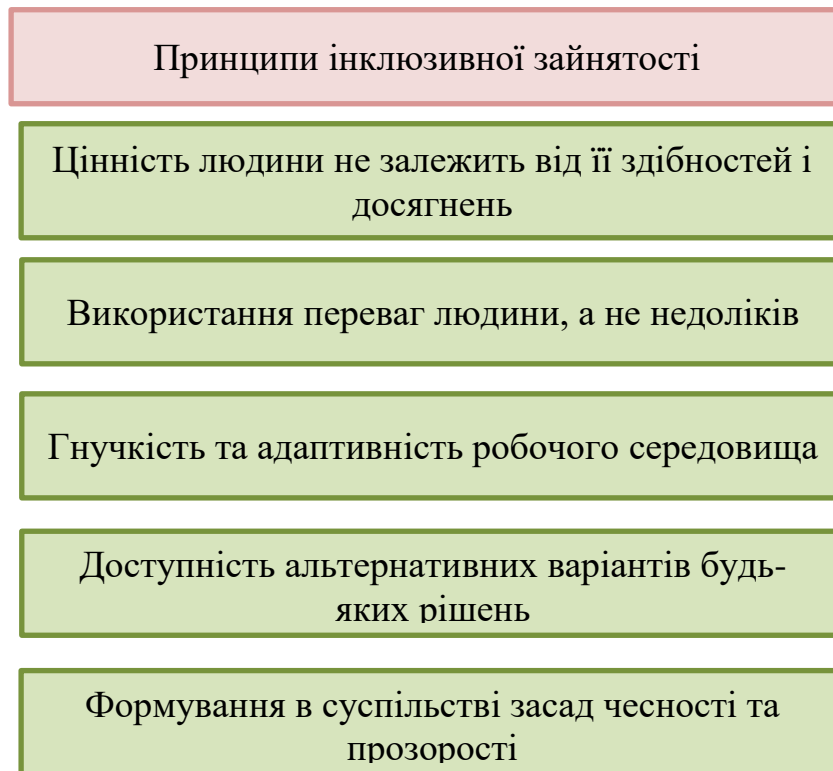 Принципи інклюзивної зайнятості
Цінність людини не залежить від її здібностей і
досягнень
Використання переваг людини, а не недоліків
Гнучкість та адаптивність робочого середовища
Доступність альтернативних варіантів будь-
яких рішень
Формування в суспільстві засад чесності та
прозорості